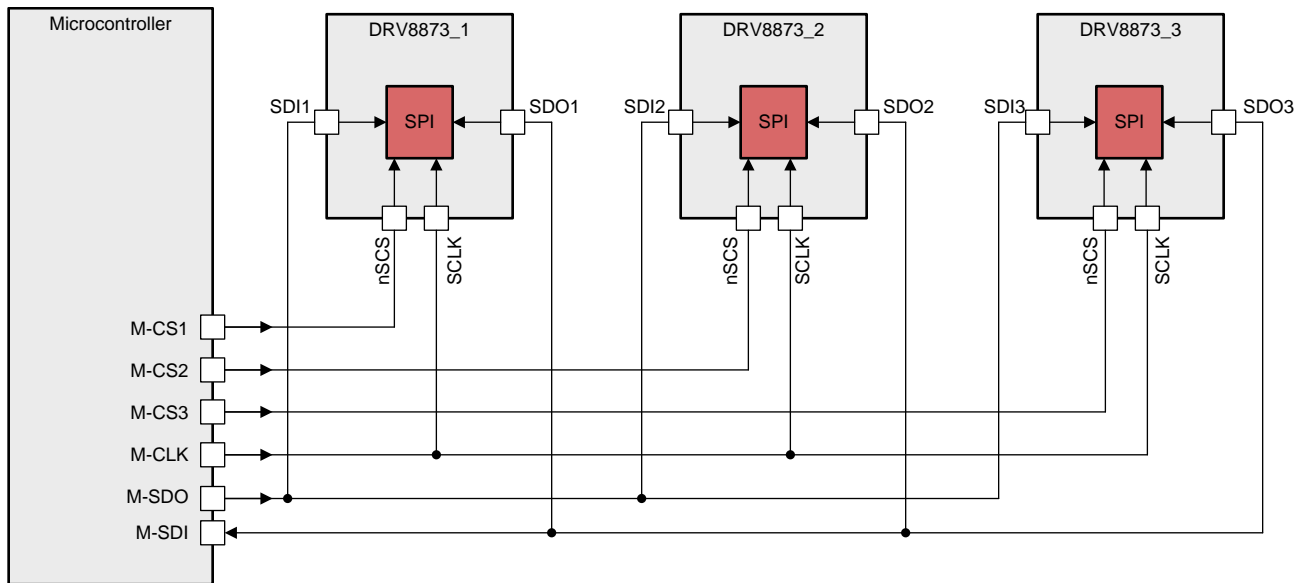 Microcontroller
DRV8873_1
DRV8873_2
DRV8873_3
SDI1
SPI
SDO1
SDI2
SPI
SDO2
SDI3
SPI
SDO3
nSCS
SCLK
nSCS
SCLK
nSCS
SCLK
M-CS1
M-CS2
M-CS3
M-CLK
M-SDO
M-SDI